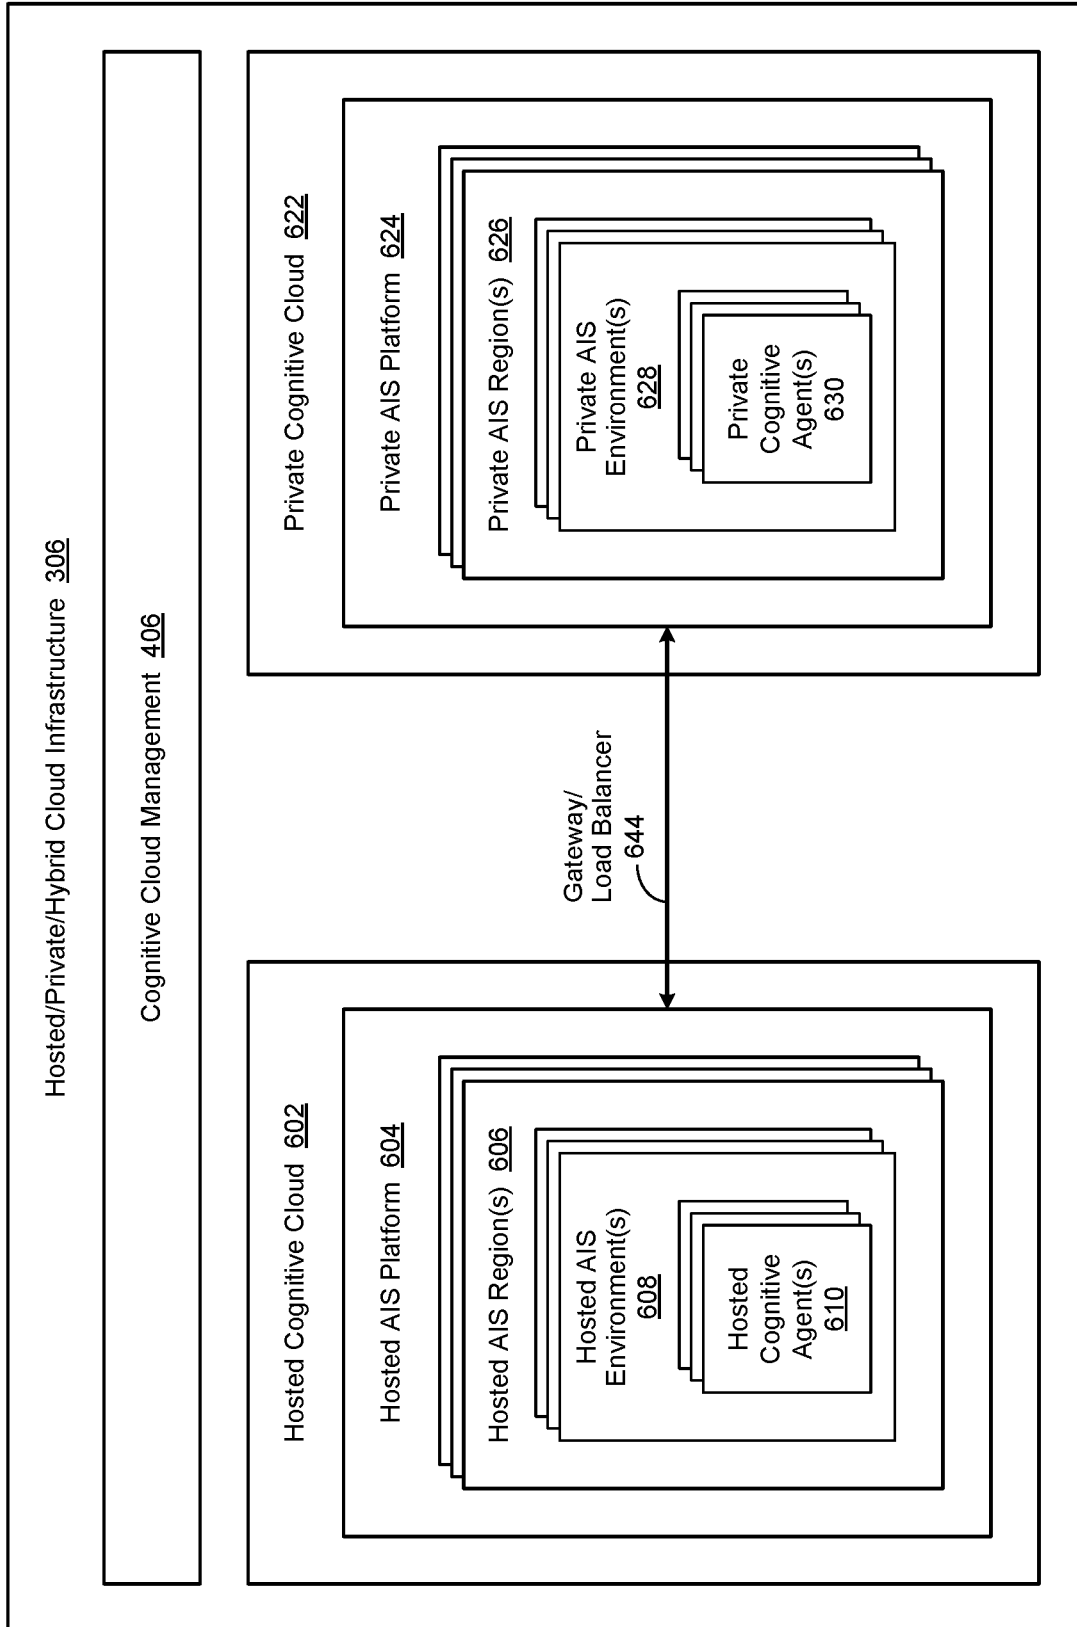 Hosted/Private/Hybrid Cloud Infrastructure 306
Cognitive Cloud Management 406
Hosted Cognitive Cloud 602
Hosted AIS Platform 604
Hosted AIS Region(s) 606
Hosted AIS
Environment(s)
608
Hosted
Cognitive
Agent(s)
610
Gateway/
Load Balancer
644
Private Cognitive Cloud 622
Private AIS Platform 624
Private AIS Region(s) 626
Private AIS
Environment(s)
628
Private
Cognitive
Agent(s)
630